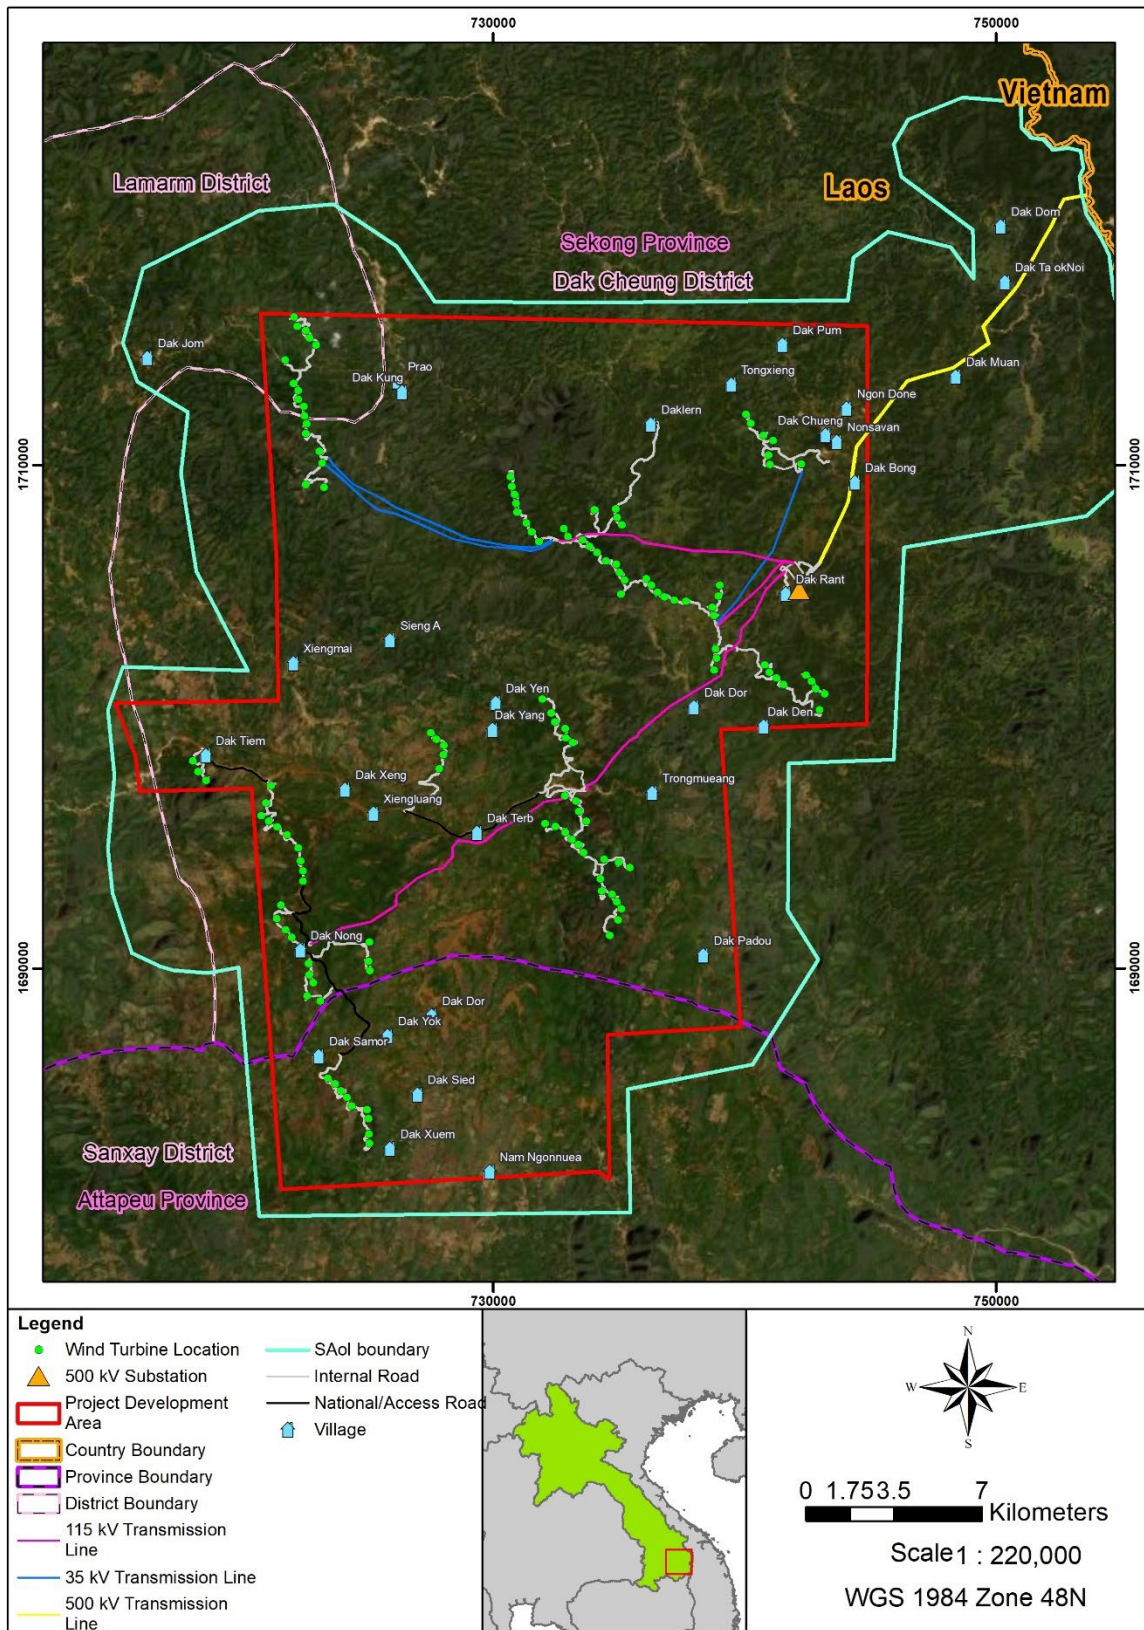 730000
750000
Vietnam
Lamarm District
Laos
Dak Dom
Sekong Province
Dak Cheung District
Dak Ta okNoi
Dak Pum
Dak Jom
Prao
Dak Kung
Tongxieng
Dak Muan
Ngon Done
Daklern
Dak Chueng
Nonsavan
1710000
1710000
Dak Bong
Dak Rant
Sieng A
Xiengmai
Dak Yen
Dak Dor
Dak Yang
Dak Den
Dak Tiem
Dak Xeng
Trongmueang
Xiengluang
Dak Terb
Dak Nong
Dak Padou
1690000
1690000
Dak Dor
Dak Yok
Dak Samor
Dak Sied
Dak Xuem
Sanxay District
Nam Ngonnuea
Attapeu Province
730000
750000
Legend
Wind Turbine Location
500 kV Substation
Project Development
Area
Country Boundary
Province Boundary
District Boundary
115 kV Transmission
Line
35 kV Transmission Line
500 kV Transmission
Line
SAoI boundary
Internal Road
National/Access Road
Village
N
W
E
S
0 1.75 3.5 7
Kilometers
Scale 1 : 220,000
WGS 1984 Zone 48N